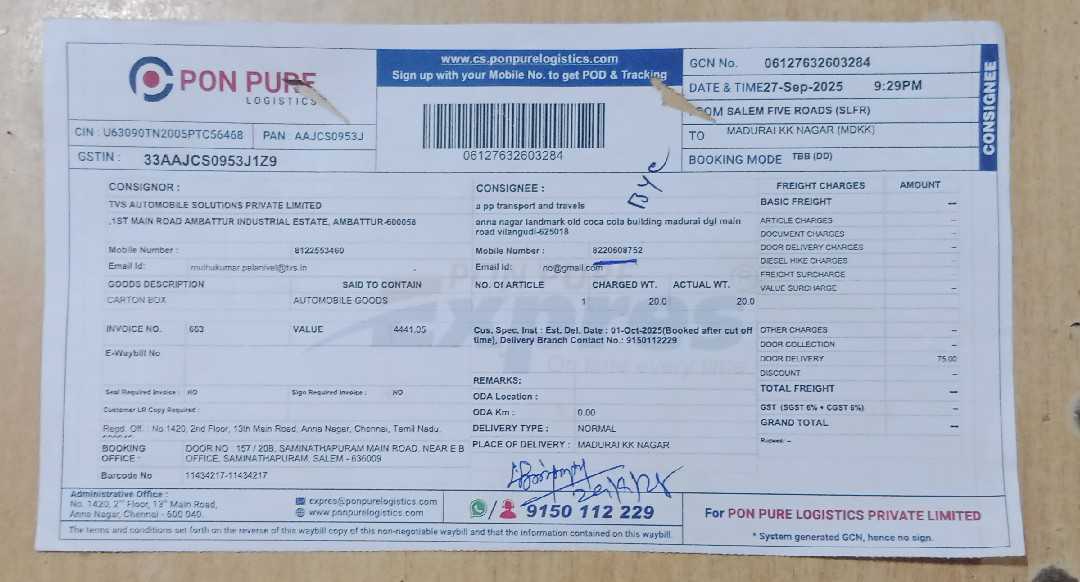 PON PURE
LOGISTICS
www.cs.ponpurelogistics.com
Sign up with your Mobile No. to get POD & Tracking
GCN No. 06127632603284
DATE & TIME 27-Sep-2025 9:29PM
SALEM FIVE ROADS (SLFR)
TO MADURAI KK NAGAR (MDKK)
BOOKING MODE TBB (DD)
CONSIGNEE
CIN : U63090TN2005PTC56468 PAN : AAJCS0953J
GSTIN : 33AAJCS0953J1Z9
06127632603284
CONSIGNOR :
TVS AUTOMOBILE SOLUTIONS PRIVATE LIMITED
.1ST MAIN ROAD AMBATTUR INDUSTRIAL ESTATE, AMBATTUR-600058
Mobile Number : 8122553460
Email Id: muthukumar.palanivel@tvs.in
GOODS DESCRIPTION SAID TO CONTAIN
CARTON BOX AUTOMOBILE GOODS
INVOICE NO. 663 VALUE 4441.05
E-Waybill No
Seal Required Invoice : NO Sign Required Invoice : NO
Customer LR Copy Required :
Regd. Off. : No 1420, 2nd Floor, 13th Main Road, Anna Nagar, Chennai, Tamil Nadu.
BOOKING OFFICE : DOOR NO : 157 / 20B, SAMINATHAPURAM MAIN ROAD, NEAR E B
OFFICE, SAMINATHAPURAM, SALEM - 636009
Barcode No 11434217-11434217
CONSIGNEE :
a pp transport and travels
anna nagar landmark old coca cola building madurai dgl main
road vilangudi-625018
Mobile Number : 8220608752
Email Id: no@gmail.com
NO. Of ARTICLE CHARGED WT. ACTUAL WT.
1 20.0 20.0
Cus. Spec. Inst : Est. Del. Date : 01-Oct-2025(Booked after cut off
time), Delivery Branch Contact No.: 9150112229
REMARKS:
ODA Location :
ODA Km : 0.00
DELIVERY TYPE : NORMAL
PLACE OF DELIVERY : MADURAI KK NAGAR
FREIGHT CHARGES AMOUNT
BASIC FREIGHT --
ARTICLE CHARGES --
DOCUMENT CHARGES --
DOOR DELIVERY CHARGES --
DIESEL HIKE CHARGES --
FREIGHT SURCHARGE --
VALUE SURCHARGE --
OTHER CHARGES --
DOOR COLLECTION --
DOOR DELIVERY 75.00
DISCOUNT --
TOTAL FREIGHT --
GST (SGST 6% + CGST 6%) --
GRAND TOTAL --
Rupees: --
PON PURE
express
On time every time
Administrative Office :
No. 1420, 2nd Floor, 13th Main Road,
Anna Nagar, Chennai - 600 040.
exprcs@ponpurelogistics.com
www.ponpurelogistics.com
9150 112 229
For PON PURE LOGISTICS PRIVATE LIMITED
The terms and conditions set forth on the reverse of this waybill copy of this non-negotiable waybill and that the information contained on this waybill.
* System generated GCN, hence no sign.